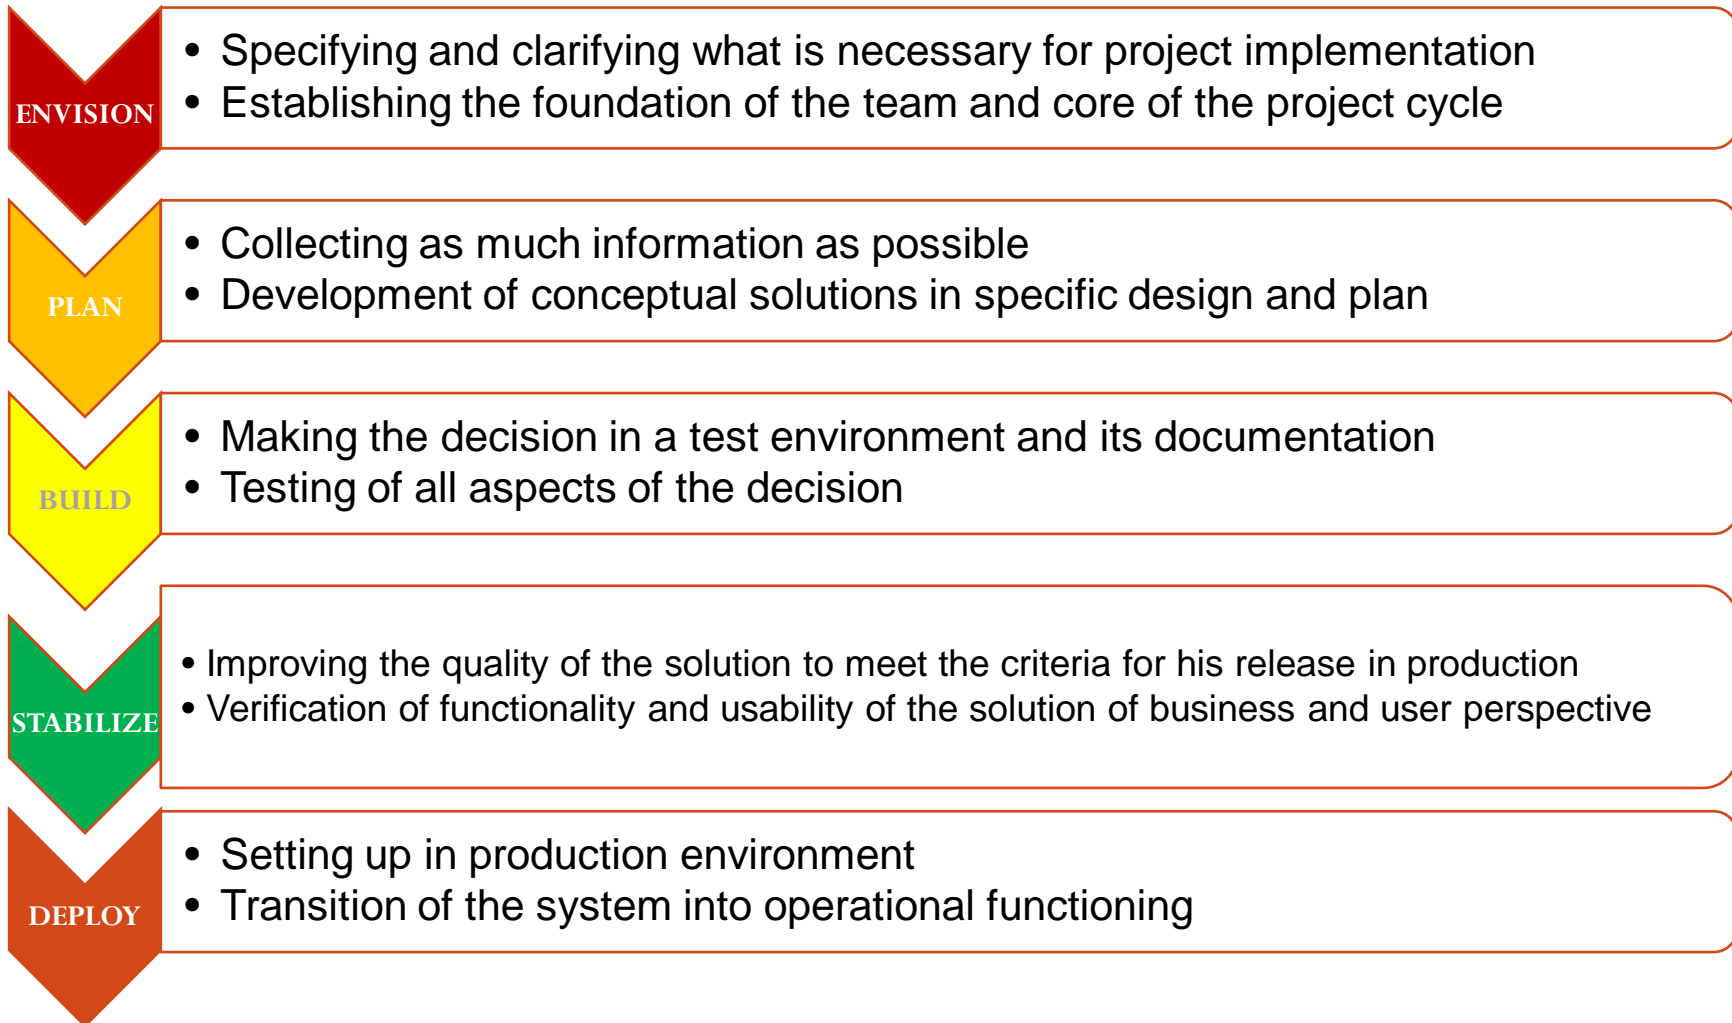 ENVISION
• Specifying and clarifying what is necessary for project implementation
• Establishing the foundation of the team and core of the project cycle
PLAN
• Collecting as much information as possible
• Development of conceptual solutions in specific design and plan
BUILD
• Making the decision in a test environment and its documentation
• Testing of all aspects of the decision
STABILIZE
• Improving the quality of the solution to meet the criteria for his release in production
• Verification of functionality and usability of the solution of business and user perspective
DEPLOY
• Setting up in production environment
• Transition of the system into operational functioning